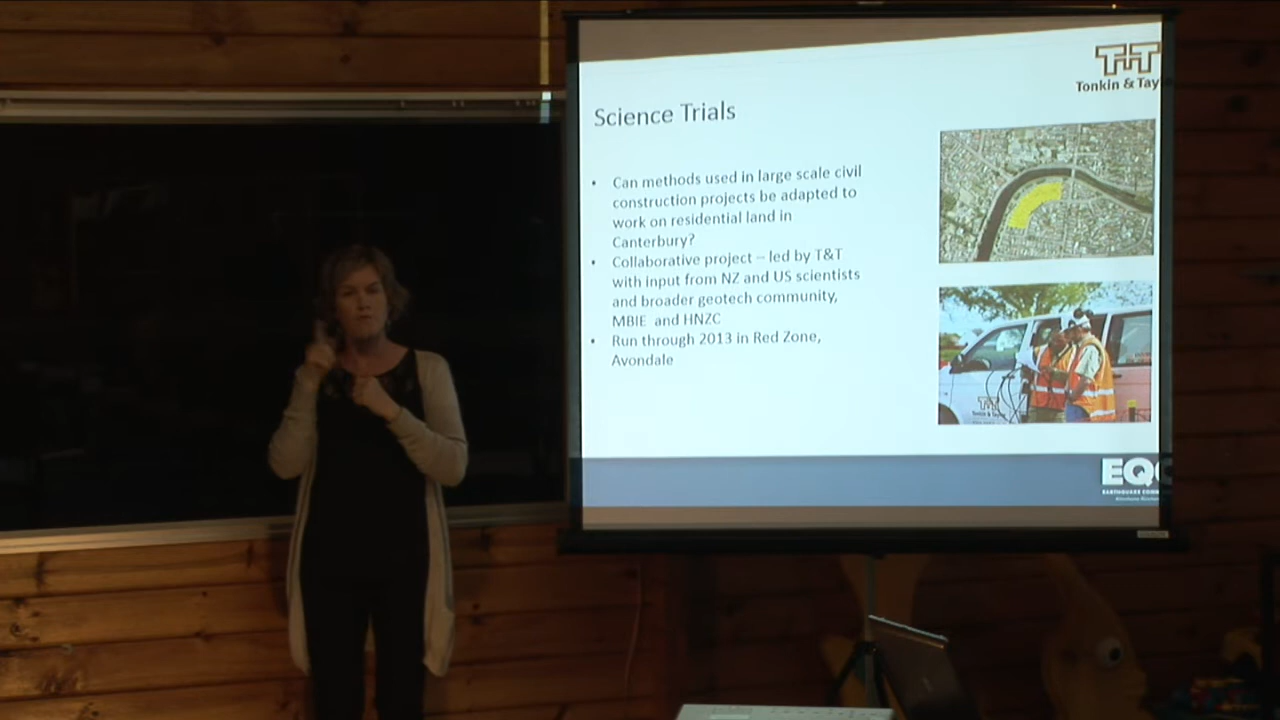 T+T
Tonkin & Tay
Science Trials
• Can methods used in large scale civil
construction projects be adapted to
work on residential land in
Canterbury?
• Collaborative project – led by T&T
with input from NZ and US scientists
and broader geotech community,
MBIE and HNZC
• Run through 2013 in Red Zone,
Avondale
T+T
EQC
EARTHQUAKE COMM